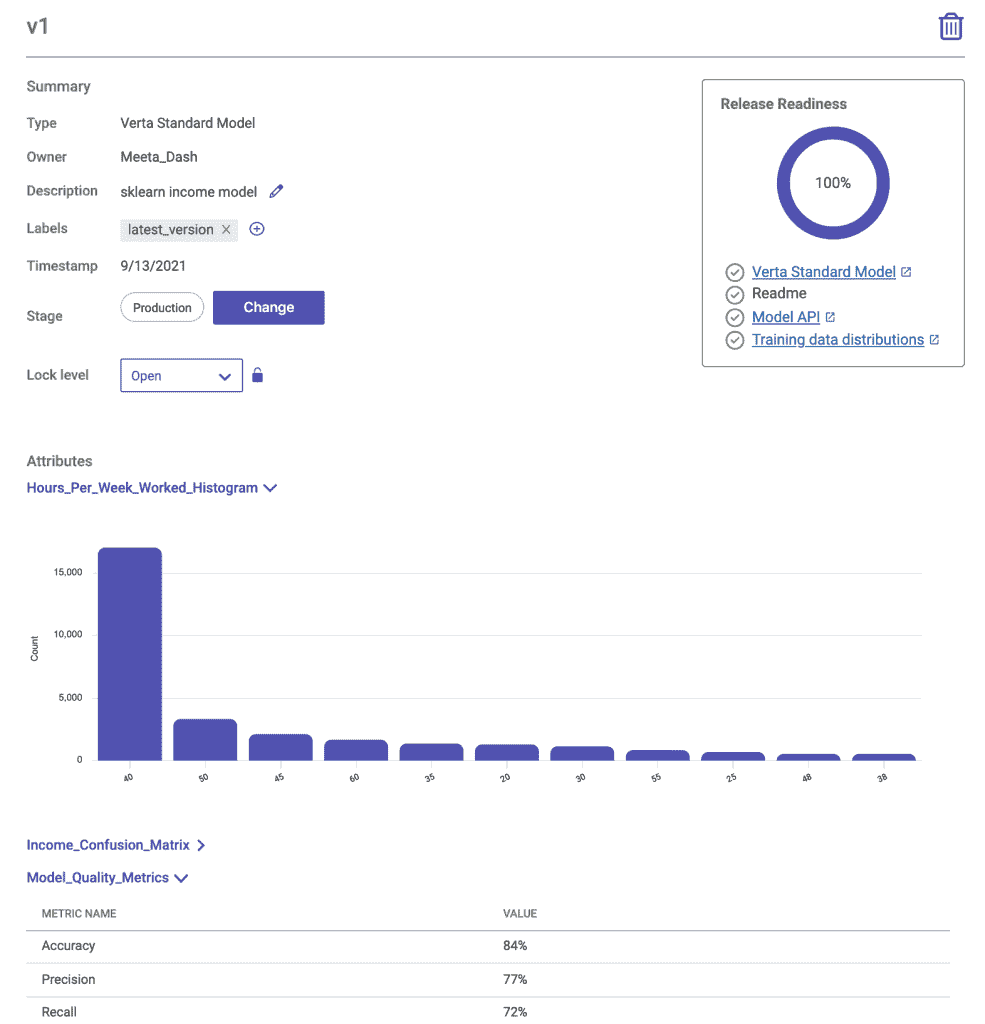 v1
Summary
Type Verta Standard Model
Owner Meeta_Dash
Description sklearn income model
Labels latest_version
Timestamp 9/13/2021
Stage Production Change
Lock level Open
Release Readiness
100%
Verta Standard Model
Readme
Model API
Training data distributions
Attributes
Hours_Per_Week_Worked_Histogram
Count
15,000
10,000
5,000
0
40 50 45 60 35 20 30 55 25 48 38
Income_Confusion_Matrix
Model_Quality_Metrics
METRIC NAME VALUE
Accuracy 84%
Precision 77%
Recall 72%